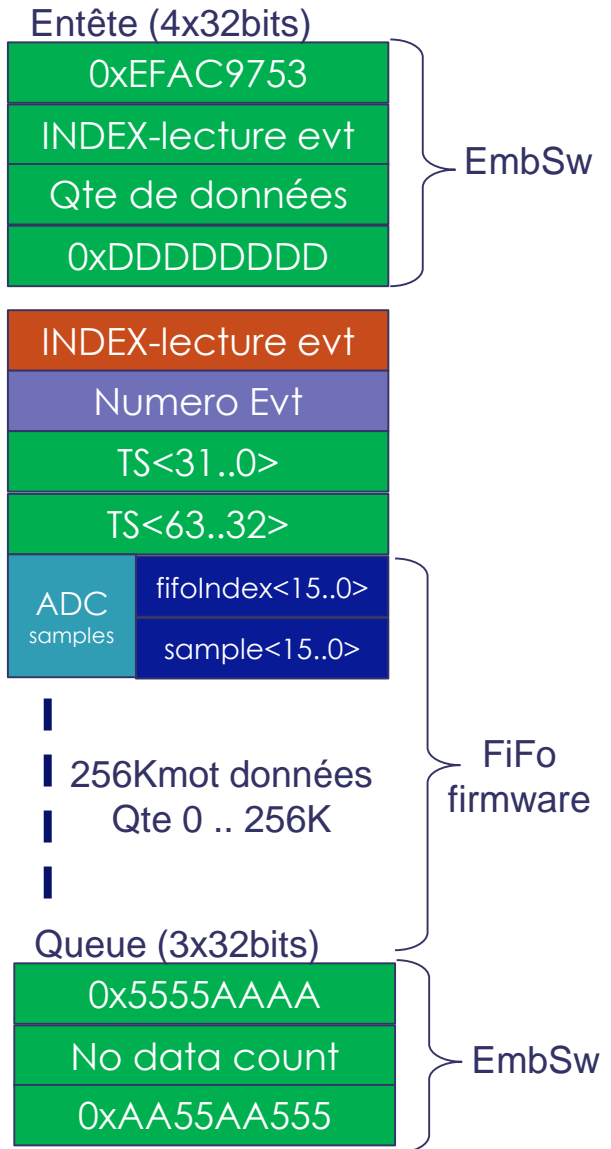 Entête (4x32bits)
0xEFAC9753
INDEX-lecture evt
Qte de données
0xDDDDDDDD
EmbSw
INDEX-lecture evt
Numero Evt
TS<31..0>
TS<63..32>
ADC
samples
fifoIndex<15..0>
sample<15..0>
256Kmot données
Qte 0 .. 256K
FiFo
firmware
Queue (3x32bits)
0x5555AAAA
No data count
0xAA55AA555
EmbSw